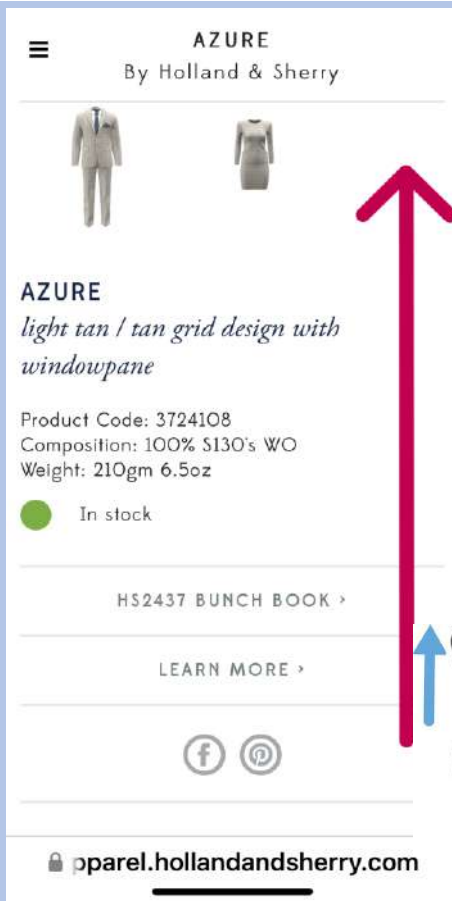 AZURE
By Holland & Sherry
AZURE
light tan / tan grid design with
windowpane
Product Code: 3724108
Composition: 100% S130's WO
Weight: 210gm 6.5oz
In stock
HS2437 BUNCH BOOK >
LEARN MORE >
pparel.hollandandsherry.com